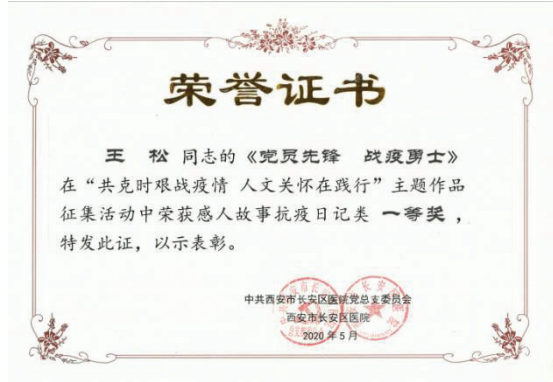 荣誉证书
王 松 同志的《党员先锋 战疫勇士》
在“共克时艰战疫情 人文关怀在践行”主题作品
征集活动中荣获感人故事抗疫日记类 一等奖，
特发此证，以示表彰。
中共西安市长安区医院党总支委员会
西安市长安区医院
2020 年 5 月